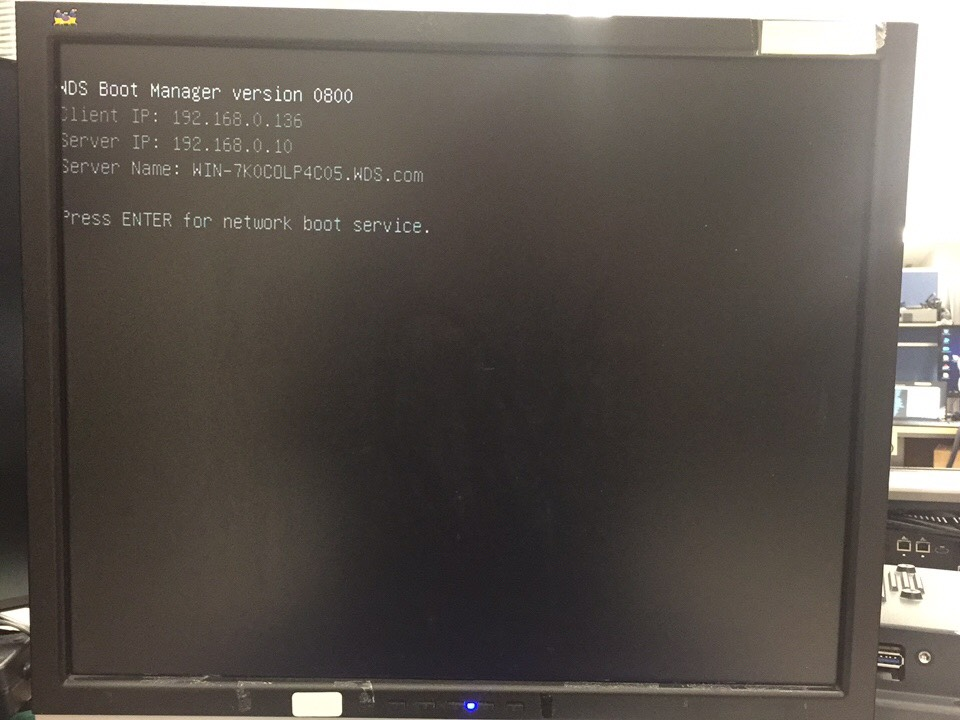 WDS Boot Manager version 0800
Client IP: 192.168.0.136
Server IP: 192.168.0.10
Server Name: WIN-7K0COLP4C05.WDS.com
Press ENTER for network boot service.